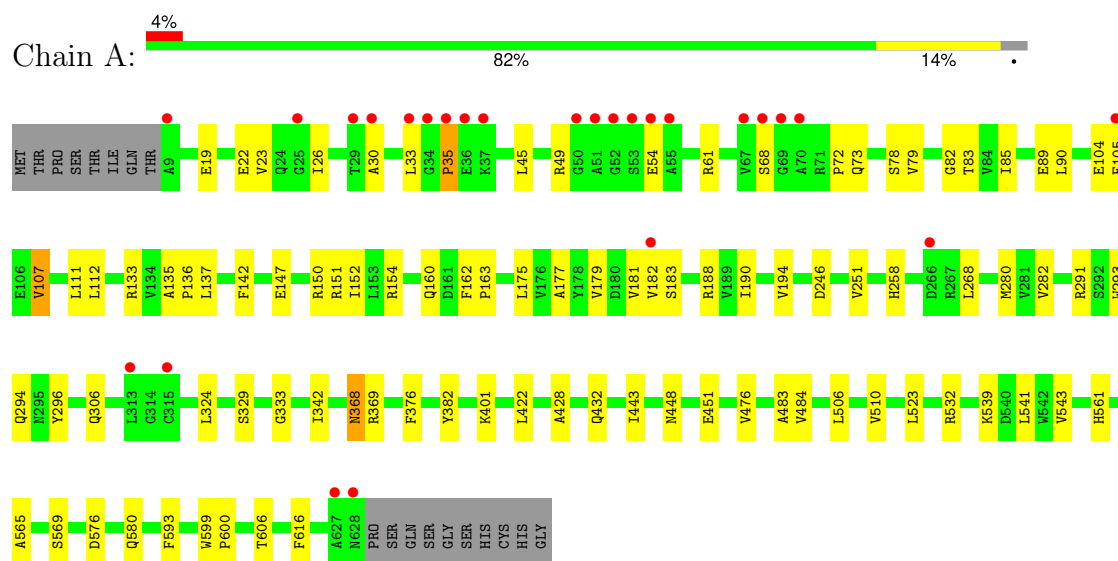 4%
Chain A:
82% 14% •
MET THR PRO SER THR ILE GLN THR A9 E19 E22 V23 Q24 G25 I26 T29 A30 L33 G34 P35 E36 K37 L45 R49 G50 A51 G52 S53 E54 A55 R61 V67 S68 G69 A70 R71 P72 Q73 S78 V79 G82 T83 V84 I85 E89 L90 E104
E106 V107 L111 L112 R133 V134 A135 P136 L137 F142 E147 R150 R151 I152 L153 R154 Q160 D161 F162 P163 L175 V176 A177 Y178 V179 D180 V181 V182 S183 R188 V189 I190 V194 D246 V251 H258 D266 R267 L268 M280 V281 V282 R291 S292
Q294 N295 Y296 Q306 L313 G314 C315 L324 S329 G333 I342 N368 R369 F376 Y382 K401 L422 A428 Q432 I443 N448 E451 V476 A483 V484 L506 V510 L523 R532 K539 D540 L541 W542 V543 H561
A565 S569 D576 Q580 F593 W599 P600 T606 F616 A627 N628 PRO SER GLN SER GLY SER HIS CYS HIS GLY